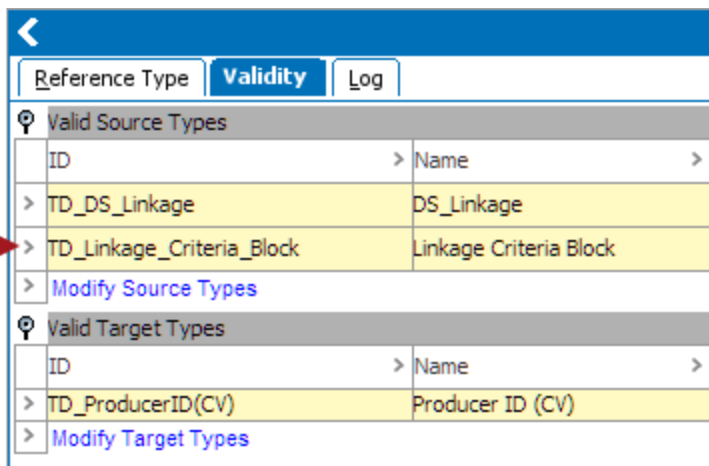 Reference Type Validity Log
Valid Source Types
ID > Name >
> TD_DS_Linkage DS_Linkage
> TD_Linkage_Criteria_Block Linkage Criteria Block
> Modify Source Types
Valid Target Types
ID > Name >
> TD_ProducerID(CV) Producer ID (CV)
> Modify Target Types